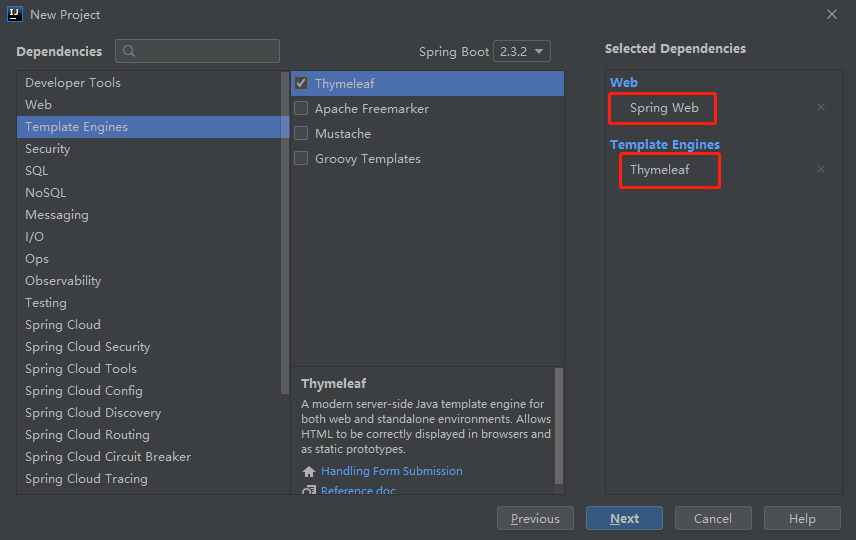 IJ
New Project
Dependencies
Spring Boot 2.3.2
Selected Dependencies
Developer Tools
Web
Template Engines
Security
SQL
NoSQL
Messaging
I/O
Ops
Observability
Testing
Spring Cloud
Spring Cloud Security
Spring Cloud Tools
Spring Cloud Config
Spring Cloud Discovery
Spring Cloud Routing
Spring Cloud Circuit Breaker
Spring Cloud Tracing
Thymeleaf
Apache Freemarker
Mustache
Groovy Templates
Thymeleaf
A modern server-side Java template engine for
both web and standalone environments. Allows
HTML to be correctly displayed in browsers and
as static prototypes.
Handling Form Submission
Reference doc
Web
Spring Web
Template Engines
Thymeleaf
Previous
Next
Cancel
Help